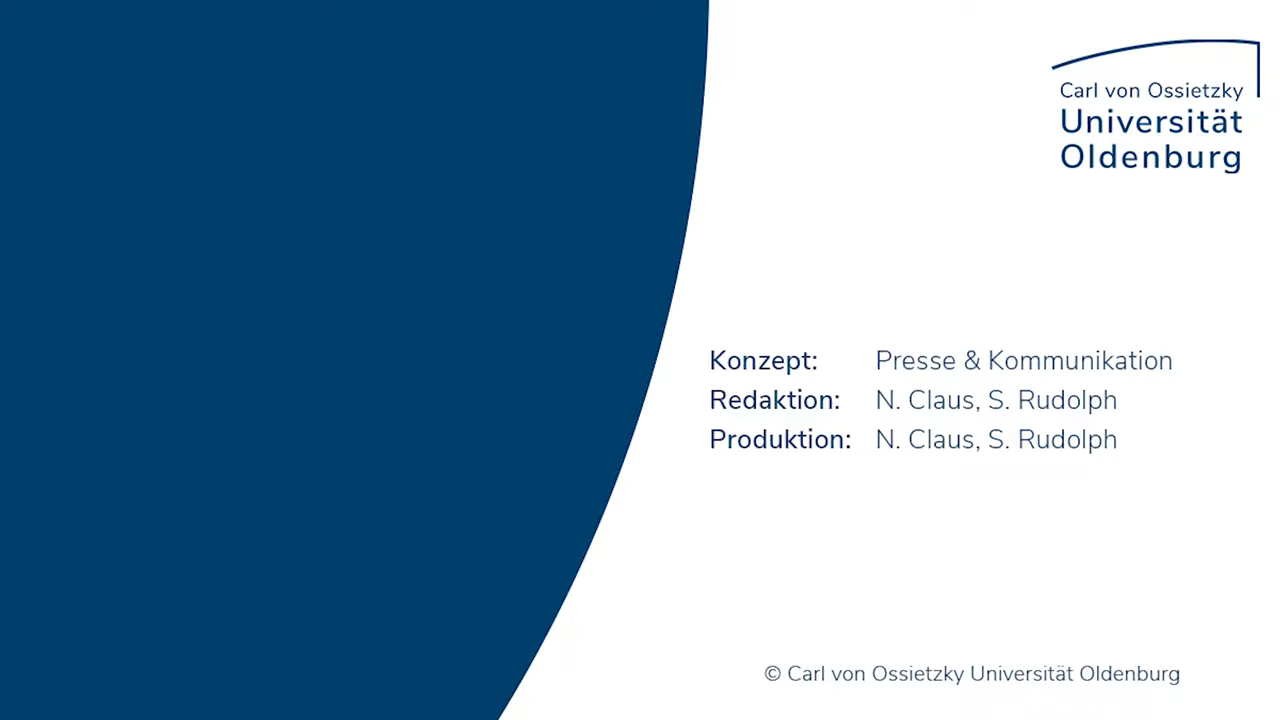 Carl von Ossietzky
Universität
Oldenburg
Konzept: Presse & Kommunikation
Redaktion: N. Claus, S. Rudolph
Produktion: N. Claus, S. Rudolph
© Carl von Ossietzky Universität Oldenburg